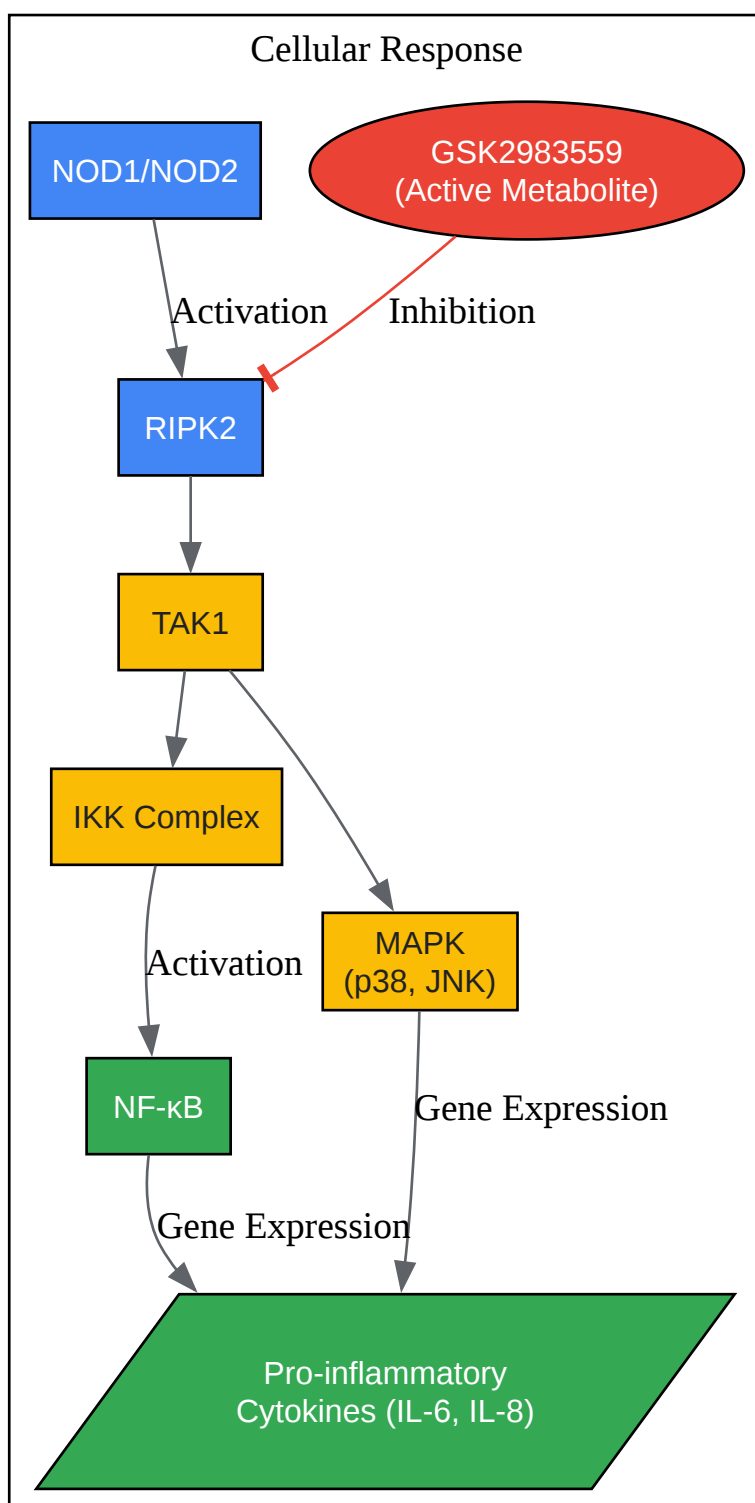 Cellular Response
NOD1/NOD2
GSK2983559
(Active Metabolite)
Activation
Inhibition
RIPK2
TAK1
IKK Complex
MAPK
(p38, JNK)
Activation
NF-κB
Gene Expression
Gene Expression
Pro-inflammatory
Cytokines (IL-6, IL-8)